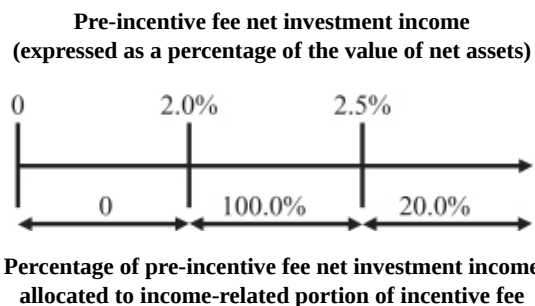 Pre-incentive fee net investment income
(expressed as a percentage of the value of net assets)
0 2.0% 2.5%
0 100.0% 20.0%
Percentage of pre-incentive fee net investment income
allocated to income-related portion of incentive fee